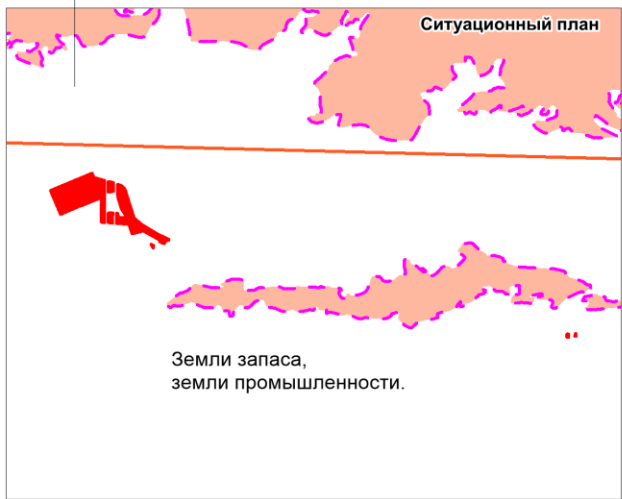 Ситуационный план
Земли запаса,
земли промышленности.